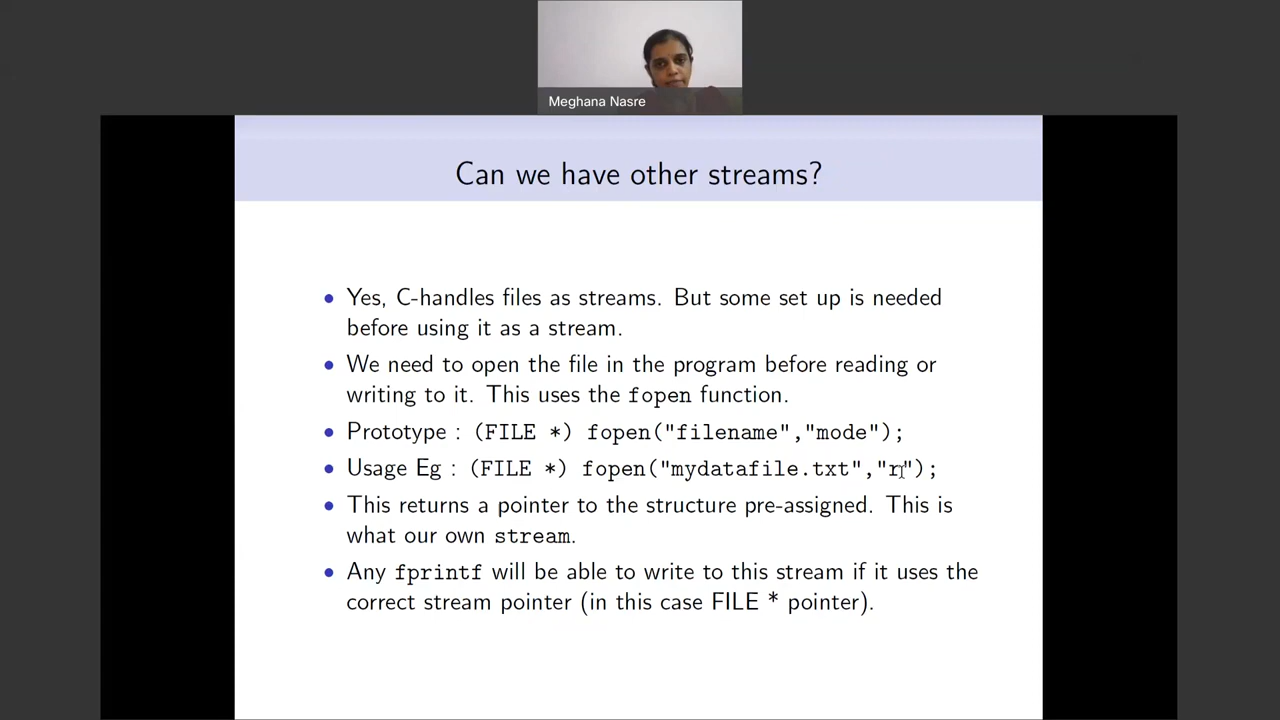 Meghana Nasre
Can we have other streams?
• Yes, C-handles files as streams. But some set up is needed
before using it as a stream.
• We need to open the file in the program before reading or
writing to it. This uses the fopen function.
• Prototype : (FILE *) fopen("filename","mode");
• Usage Eg : (FILE *) fopen("mydatafile.txt","r");
• This returns a pointer to the structure pre-assigned. This is
what our own stream.
• Any fprintf will be able to write to this stream if it uses the
correct stream pointer (in this case FILE * pointer).